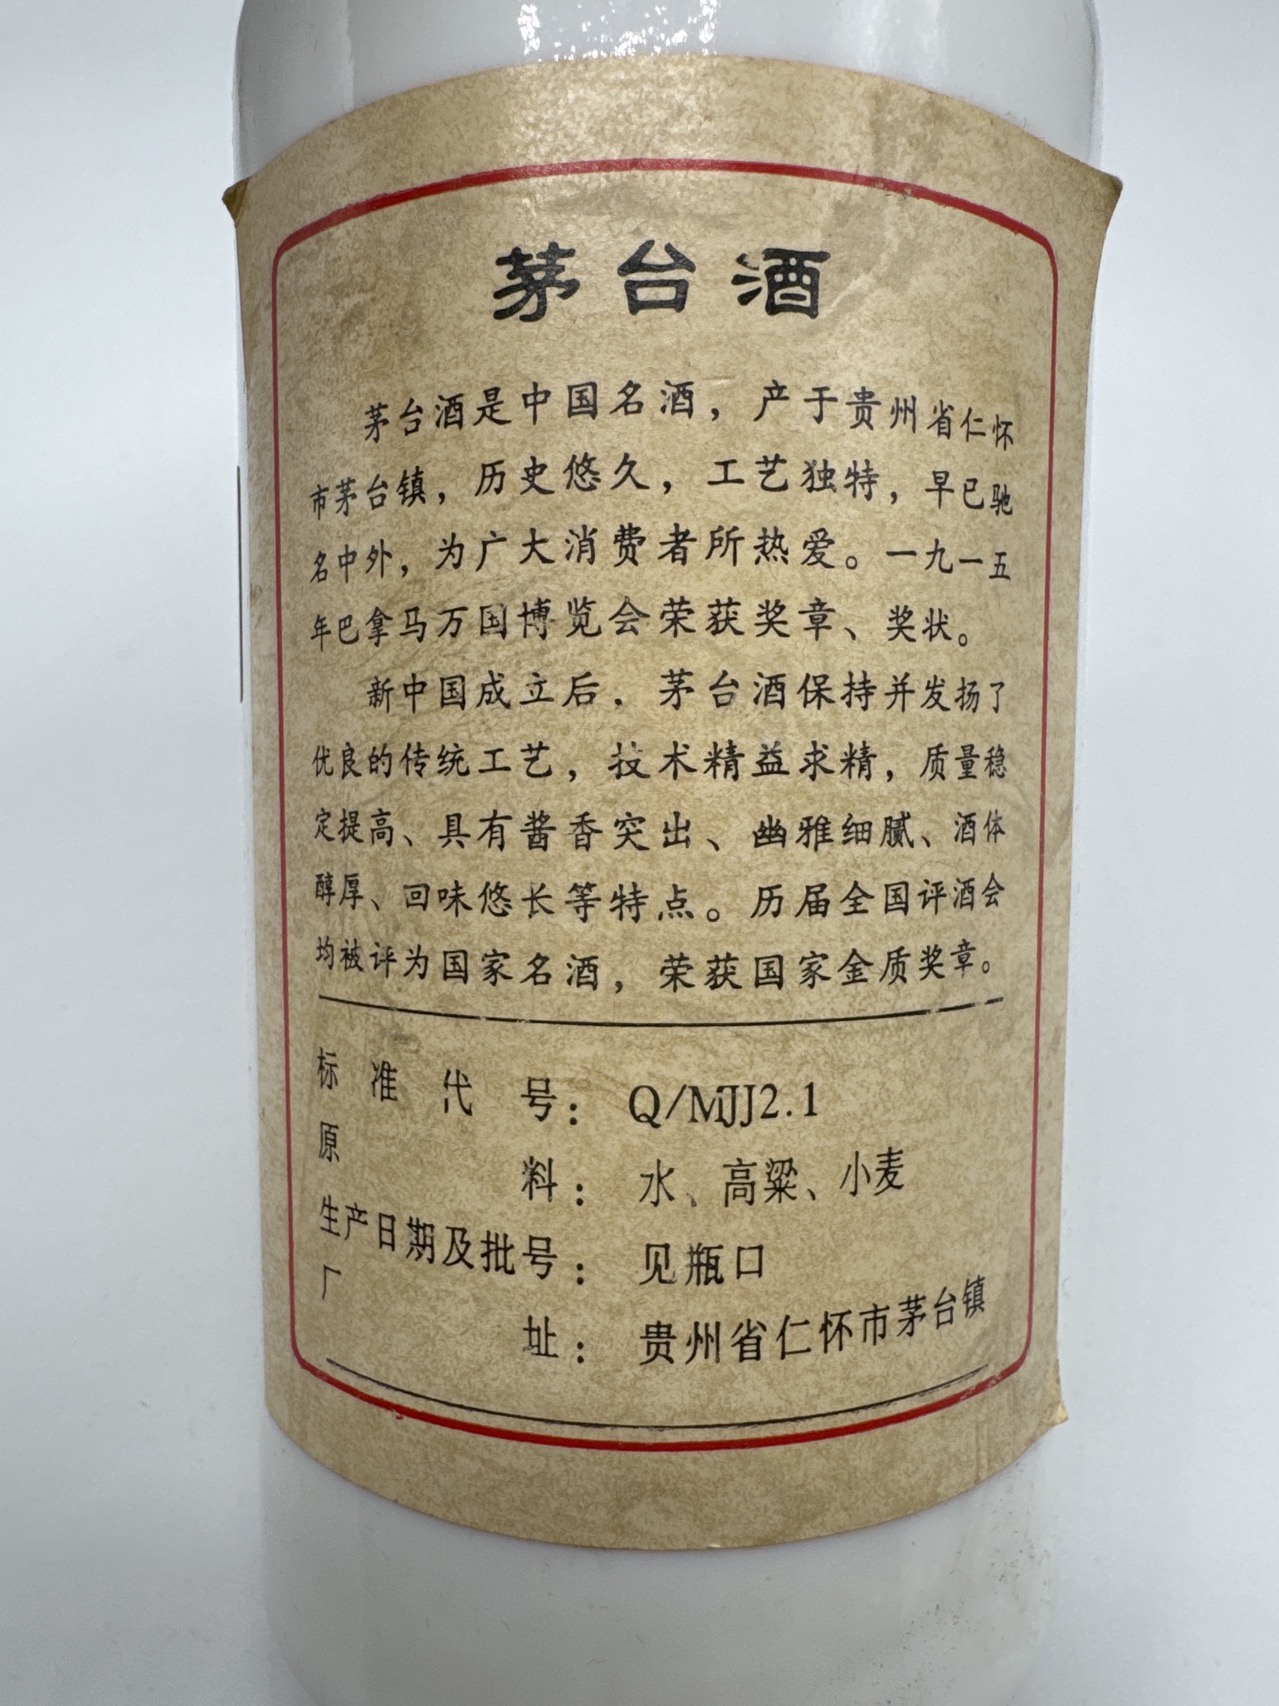 茅台酒
茅台酒是中国名酒，产于贵州省仁怀
市茅台镇，历史悠久，工艺独特，早已驰
名中外，为广大消费者所热爱。一九一五
年巴拿马万国博览会荣获奖章、奖状。
新中国成立后，茅台酒保持并发扬了
优良的传统工艺，技术精益求精，质量稳
定提高、具有酱香突出、幽雅细腻、酒体
醇厚、回味悠长等特点。历届全国评酒会
均被评为国家名酒，荣获国家金质奖章。
标准代号：Q/MJJ2.1
原料：水、高粱、小麦
生产日期及批号：见瓶口
厂址：贵州省仁怀市茅台镇